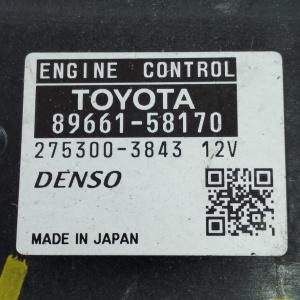 ENGINE CONTROL
TOYOTA
89661-58170
275300-3843 12V
DENSO
MADE IN JAPAN